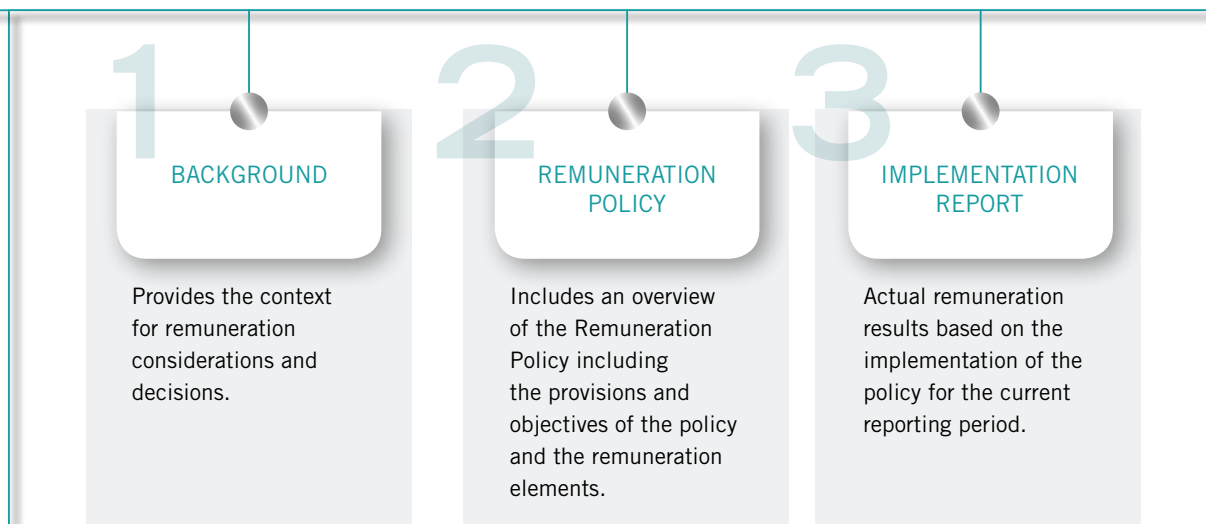 1
BACKGROUND
Provides the context
for remuneration
considerations and
decisions.
2
REMUNERATION
POLICY
Includes an overview
of the Remuneration
Policy including
the provisions and
objectives of the policy
and the remuneration
elements.
3
IMPLEMENTATION
REPORT
Actual remuneration
results based on the
implementation of the
policy for the current
reporting period.